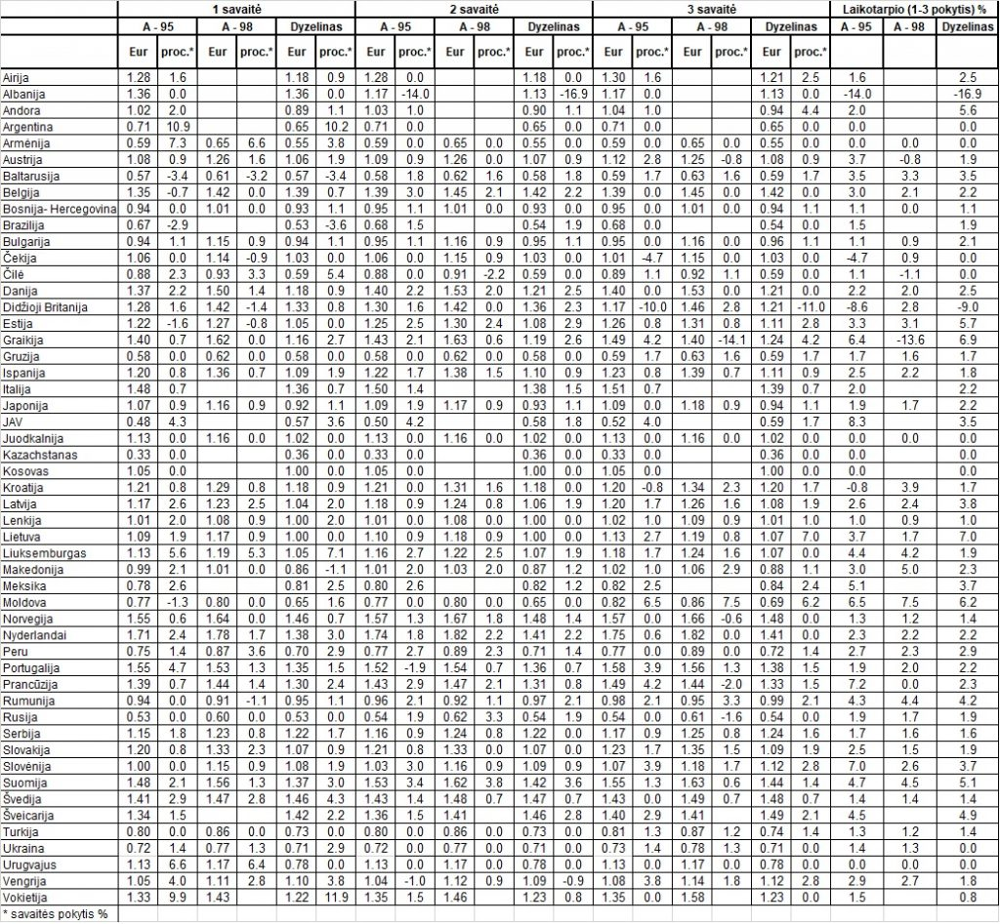 1 savaitė 2 savaitė 3 savaitė Laikotarpio (1-3 pokytis) %
A - 95 A - 98 Dyzelinas A - 95 A - 98 Dyzelinas A - 95 A - 98 Dyzelinas A - 95 A - 98 Dyzelinas
Eur proc.* Eur proc.* Eur proc.* Eur proc.* Eur proc.* Eur proc.* Eur proc.* Eur proc.* Eur proc.*
Airija 1.28 1.6 1.18 0.9 1.28 0.0 1.18 0.0 1.30 1.6 1.21 2.5 1.6 2.5
Albanija 1.36 0.0 1.36 0.0 1.17 -14.0 1.13 -16.9 1.17 0.0 1.13 0.0 -14.0 -16.9
Andora 1.02 2.0 0.89 1.1 1.03 1.0 0.90 1.1 1.04 1.0 0.94 4.4 2.0 5.6
Argentina 0.71 10.9 0.65 10.2 0.71 0.0 0.65 0.0 0.71 0.0 0.65 0.0 0.0 0.0
Armėnija 0.59 7.3 0.65 6.6 0.55 3.8 0.59 0.0 0.65 0.0 0.55 0.0 0.59 0.0 0.65 0.0 0.55 0.0 0.0 0.0 0.0
Austrija 1.08 0.9 1.26 1.6 1.06 1.9 1.09 0.9 1.26 0.0 1.07 0.9 1.12 2.8 1.25 -0.8 1.08 0.9 3.7 -0.8 1.9
Baltarusija 0.57 -3.4 0.61 -3.2 0.57 -3.4 0.58 1.8 0.62 1.6 0.58 1.8 0.59 1.7 0.63 1.6 0.59 1.7 3.5 3.3 3.5
Belgija 1.35 -0.7 1.42 0.0 1.39 0.7 1.39 3.0 1.45 2.1 1.42 2.2 1.39 0.0 1.45 0.0 1.42 0.0 3.0 2.1 2.2
Bosnija- Hercegovina 0.94 0.0 1.01 0.0 0.93 1.1 0.95 1.1 1.01 0.0 0.93 0.0 0.95 0.0 1.01 0.0 0.94 1.1 1.1 0.0 1.1
Brazilija 0.67 -2.9 0.53 -3.6 0.68 1.5 0.54 1.9 0.68 0.0 0.54 0.0 1.5 1.9
Bulgarija 0.94 1.1 1.15 0.9 0.94 1.1 0.95 1.1 1.16 0.9 0.95 1.1 0.95 0.0 1.16 0.0 0.96 1.1 1.1 0.9 2.1
Čekija 1.06 0.0 1.14 -0.9 1.03 0.0 1.06 0.0 1.15 0.9 1.03 0.0 1.01 -4.7 1.15 0.0 1.03 0.0 -4.7 0.9 0.0
Čilė 0.88 2.3 0.93 3.3 0.59 5.4 0.88 0.0 0.91 -2.2 0.59 0.0 0.89 1.1 0.92 1.1 0.59 0.0 1.1 -1.1 0.0
Danija 1.37 2.2 1.50 1.4 1.18 0.9 1.40 2.2 1.53 2.0 1.21 2.5 1.40 0.0 1.53 0.0 1.21 0.0 2.2 2.0 2.5
Didžioji Britanija 1.28 1.6 1.42 -1.4 1.33 0.8 1.30 1.6 1.42 0.0 1.36 2.3 1.17 -10.0 1.46 2.8 1.21 -11.0 -8.6 2.8 -9.0
Estija 1.22 -1.6 1.27 -0.8 1.05 0.0 1.25 2.5 1.30 2.4 1.08 2.9 1.26 0.8 1.31 0.8 1.11 2.8 3.3 3.1 5.7
Graikija 1.40 0.7 1.62 0.0 1.16 2.7 1.43 2.1 1.63 0.6 1.19 2.6 1.49 4.2 1.40 -14.1 1.24 4.2 6.4 -13.6 6.9
Gruzija 0.58 0.0 0.62 0.0 0.58 0.0 0.58 0.0 0.62 0.0 0.58 0.0 0.59 1.7 0.63 1.6 0.59 1.7 1.7 1.6 1.7
Ispanija 1.20 0.8 1.36 0.7 1.09 1.9 1.22 1.7 1.38 1.5 1.10 0.9 1.23 0.8 1.39 0.7 1.11 0.9 2.5 2.2 1.8
Italija 1.48 0.7 1.36 0.7 1.50 1.4 1.38 1.5 1.51 0.7 1.39 0.7 2.0 2.2
Japonija 1.07 0.9 1.16 0.9 0.92 1.1 1.09 1.9 1.17 0.9 0.93 1.1 1.09 0.0 1.18 0.9 0.94 1.1 1.9 1.7 2.2
JAV 0.48 4.3 0.57 3.6 0.50 4.2 0.58 1.8 0.52 4.0 0.59 1.7 8.3 3.5
Juodkalnija 1.13 0.0 1.16 0.0 1.02 0.0 1.13 0.0 1.16 0.0 1.02 0.0 1.13 0.0 1.16 0.0 1.02 0.0 0.0 0.0 0.0
Kazachstanas 0.33 0.0 0.36 0.0 0.33 0.0 0.36 0.0 0.33 0.0 0.36 0.0 0.0 0.0
Kosovas 1.05 0.0 1.00 0.0 1.05 0.0 1.00 0.0 1.05 0.0 1.00 0.0 0.0 0.0
Kroatija 1.21 0.8 1.29 0.8 1.18 0.9 1.21 0.0 1.31 1.6 1.18 0.0 1.20 -0.8 1.34 2.3 1.20 1.7 -0.8 3.9 1.7
Latvija 1.17 2.6 1.23 2.5 1.04 2.0 1.18 0.9 1.24 0.8 1.06 1.9 1.20 1.7 1.26 1.6 1.08 1.9 2.6 2.4 3.8
Lenkija 1.01 2.0 1.08 0.9 1.00 2.0 1.01 0.0 1.08 0.0 1.00 0.0 1.02 1.0 1.09 0.9 1.01 1.0 1.0 0.9 1.0
Lietuva 1.09 1.9 1.17 0.9 1.00 0.0 1.10 0.9 1.18 0.9 1.00 0.0 1.13 2.7 1.19 0.8 1.07 7.0 3.7 1.7 7.0
Liuksemburgas 1.13 5.6 1.19 5.3 1.05 7.1 1.16 2.7 1.22 2.5 1.07 1.9 1.18 1.7 1.24 1.6 1.07 0.0 4.4 4.2 1.9
Makedonija 0.99 2.1 1.01 0.0 0.86 -1.1 1.01 2.0 1.03 2.0 0.87 1.2 1.02 1.0 1.06 2.9 0.88 1.1 3.0 5.0 2.3
Meksika 0.78 2.6 0.81 2.5 0.80 2.6 0.82 1.2 0.82 2.5 0.84 2.4 5.1 3.7
Moldova 0.77 -1.3 0.80 0.0 0.65 1.6 0.77 0.0 0.80 0.0 0.65 0.0 0.82 6.5 0.86 7.5 0.69 6.2 6.5 7.5 6.2
Norvegija 1.55 0.6 1.64 0.0 1.46 0.7 1.57 1.3 1.67 1.8 1.48 1.4 1.57 0.0 1.66 -0.6 1.48 0.0 1.3 1.2 1.4
Nyderlandai 1.71 2.4 1.78 1.7 1.38 3.0 1.74 1.8 1.82 2.2 1.41 2.2 1.75 0.6 1.82 0.0 1.41 0.0 2.3 2.2 2.2
Peru 0.75 1.4 0.87 3.6 0.70 2.9 0.77 2.7 0.89 2.3 0.71 1.4 0.77 0.0 0.89 0.0 0.72 1.4 2.7 2.3 2.9
Portugalija 1.55 4.7 1.53 1.3 1.35 1.5 1.52 -1.9 1.54 0.7 1.36 0.7 1.58 3.9 1.56 1.3 1.38 1.5 1.9 2.0 2.2
Prancūzija 1.39 0.7 1.44 1.4 1.30 2.4 1.43 2.9 1.47 2.1 1.31 0.8 1.49 4.2 1.44 -2.0 1.33 1.5 7.2 0.0 2.3
Rumunija 0.94 0.0 0.91 -1.1 0.95 1.1 0.96 2.1 0.92 1.1 0.97 2.1 0.98 2.1 0.95 3.3 0.99 2.1 4.3 4.4 4.2
Rusija 0.53 0.0 0.60 0.0 0.53 0.0 0.54 1.9 0.62 3.3 0.54 1.9 0.54 0.0 0.61 -1.6 0.54 0.0 1.9 1.7 1.9
Serbija 1.15 1.8 1.23 0.8 1.22 1.7 1.16 0.9 1.24 0.8 1.22 0.0 1.17 0.9 1.25 0.8 1.24 1.6 1.7 1.6 1.6
Slovakija 1.20 0.8 1.33 2.3 1.07 0.9 1.21 0.8 1.33 0.0 1.07 0.0 1.23 1.7 1.35 1.5 1.09 1.9 2.5 1.5 1.9
Slovėnija 1.00 0.0 1.15 0.9 1.08 1.9 1.03 3.0 1.16 0.9 1.09 0.9 1.07 3.9 1.18 1.7 1.12 2.8 7.0 2.6 3.7
Suomija 1.48 2.1 1.56 1.3 1.37 3.0 1.53 3.4 1.62 3.8 1.42 3.6 1.55 1.3 1.63 0.6 1.44 1.4 4.7 4.5 5.1
Švedija 1.41 2.9 1.47 2.8 1.46 4.3 1.43 1.4 1.48 0.7 1.47 0.7 1.43 0.0 1.49 0.7 1.48 0.7 1.4 1.4 1.4
Šveicarija 1.34 1.5 1.42 2.2 1.36 1.5 1.41 1.46 2.8 1.40 2.9 1.41 1.49 2.1 4.5 4.9
Turkija 0.80 0.0 0.86 0.0 0.73 0.0 0.80 0.0 0.86 0.0 0.73 0.0 0.81 1.3 0.87 1.2 0.74 1.4 1.3 1.2 1.4
Ukraina 0.72 1.4 0.77 1.3 0.71 2.9 0.72 0.0 0.77 0.0 0.71 0.0 0.73 1.4 0.78 1.3 0.71 0.0 1.4 1.3 0.0
Urugvajus 1.13 6.6 1.17 6.4 0.78 0.0 1.13 0.0 1.17 0.0 0.78 0.0 1.13 0.0 1.17 0.0 0.78 0.0 0.0 0.0 0.0
Vengrija 1.05 4.0 1.11 2.8 1.10 3.8 1.04 -1.0 1.12 0.9 1.09 -0.9 1.08 3.8 1.14 1.8 1.12 2.8 2.9 2.7 1.8
Vokietija 1.33 9.9 1.43 1.22 11.9 1.35 1.5 1.46 1.23 0.8 1.35 0.0 1.58 1.23 0.0 1.5 0.8
* savaitės pokytis %